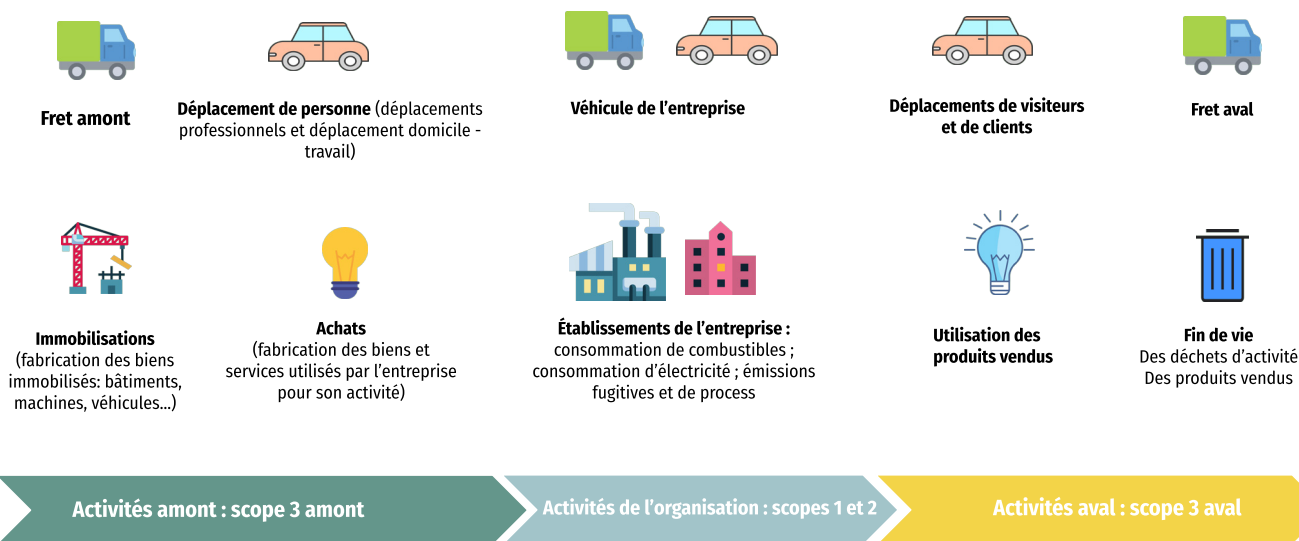 Fret amont
Déplacement de personne (déplacements
professionnels et déplacement domicile -
travail)
Véhicule de l'entreprise
Déplacements de visiteurs
et de clients
Fret aval
Immobilisations
(fabrication des biens
immobilisés: bâtiments,
machines, véhicules...)
Achats
(fabrication des biens et
services utilisés par l'entreprise
pour son activité)
Établissements de l'entreprise :
consommation de combustibles ;
consommation d'électricité ; émissions
fugitives et de process
Utilisation des
produits vendus
Fin de vie
Des déchets d'activité
Des produits vendus
Activités amont : scope 3 amont
Activités de l'organisation : scopes 1 et 2
Activités aval : scope 3 aval